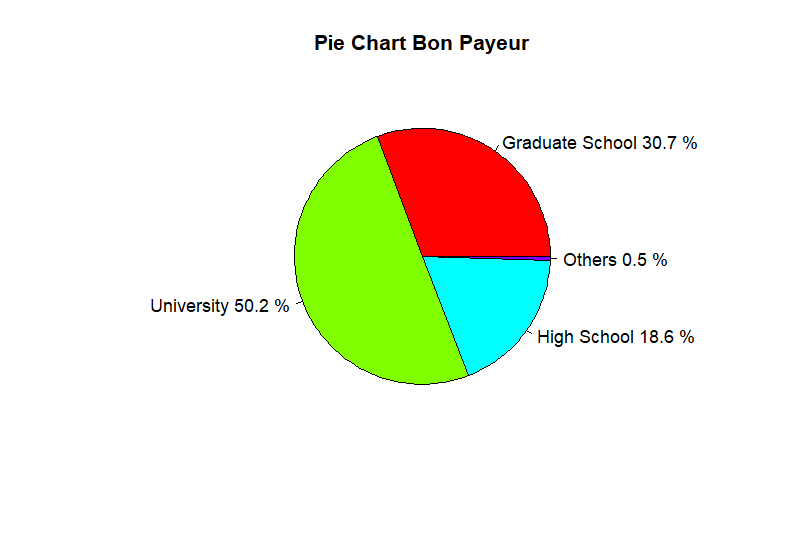 Pie Chart Bon Payeur
Graduate School 30.7 %
Others 0.5 %
University 50.2 %
High School 18.6 %